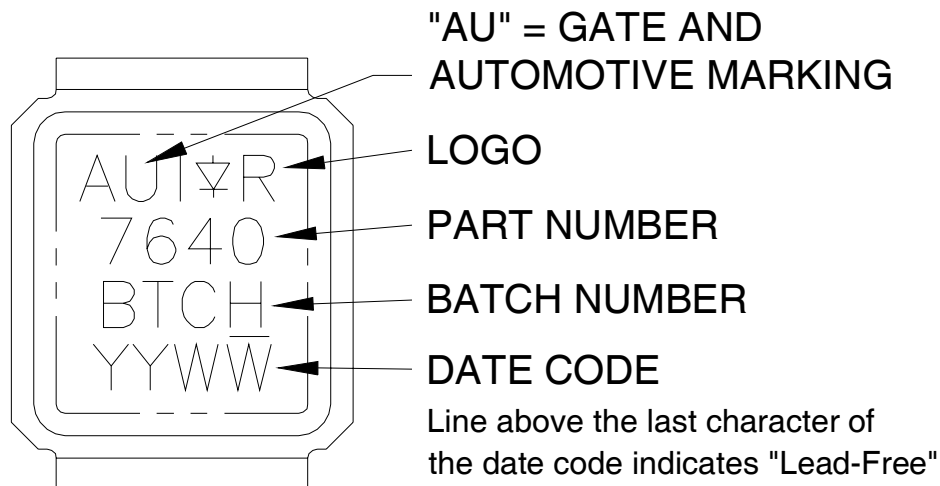 "AU" = GATE AND
AUTOMOTIVE MARKING
AUI R
LOGO
7640
PART NUMBER
BTCH
BATCH NUMBER
YYWW̅
DATE CODE
Line above the last character of
the date code indicates "Lead-Free"